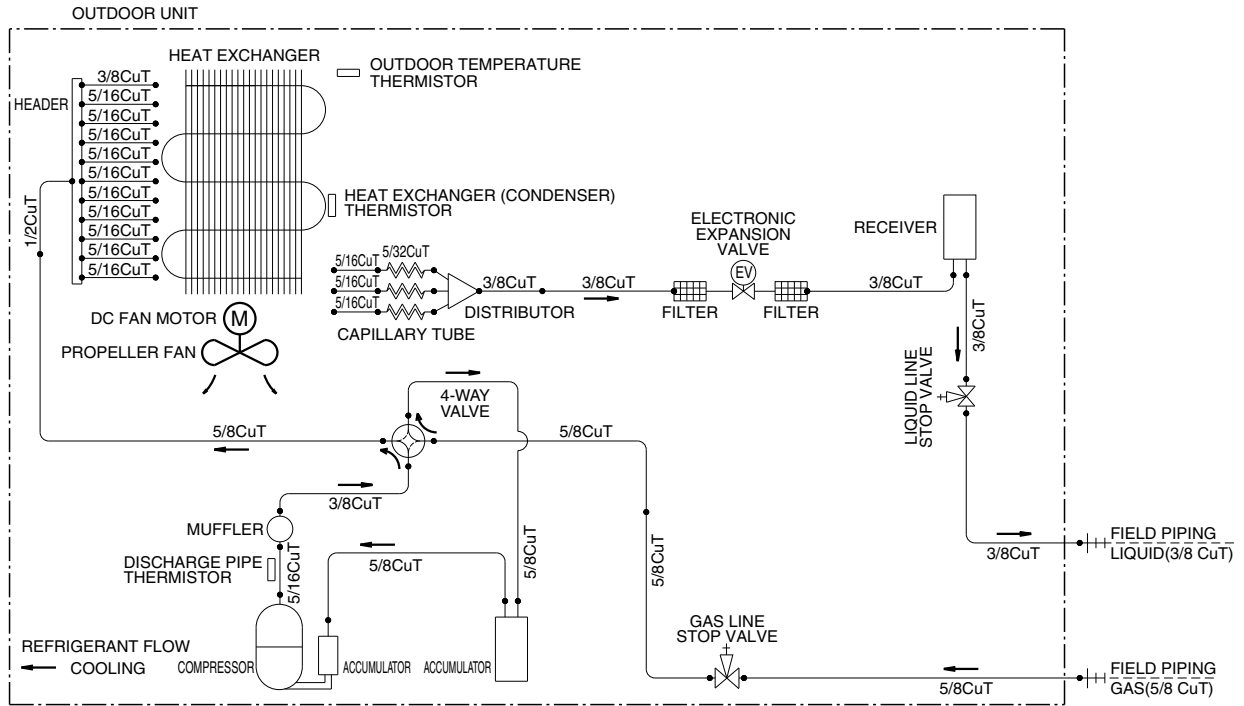 OUTDOOR UNIT
HEAT EXCHANGER
OUTDOOR TEMPERATURE
THERMISTOR
HEADER
3/8CuT
5/16CuT
5/16CuT
5/16CuT
5/16CuT
5/16CuT
5/16CuT
5/16CuT
5/16CuT
5/16CuT
5/16CuT
1/2CuT
HEAT EXCHANGER (CONDENSER)
THERMISTOR
5/16CuT
5/16CuT
5/16CuT
5/32CuT
CAPILLARY TUBE
3/8CuT
DISTRIBUTOR
3/8CuT
ELECTRONIC
EXPANSION
VALVE
EV
FILTER
FILTER
3/8CuT
RECEIVER
3/8CuT
LIQUID LINE
STOP VALVE
DC FAN MOTOR
M
PROPELLER FAN
4-WAY
VALVE
5/8CuT
5/8CuT
3/8CuT
MUFFLER
DISCHARGE PIPE
THERMISTOR
5/16CuT
5/8CuT
5/8CuT
5/8CuT
3/8CuT
FIELD PIPING
LIQUID(3/8 CuT)
GAS LINE
STOP VALVE
REFRIGERANT FLOW
COOLING
COMPRESSOR
ACCUMULATOR
ACCUMULATOR
5/8CuT
FIELD PIPING
GAS(5/8 CuT)